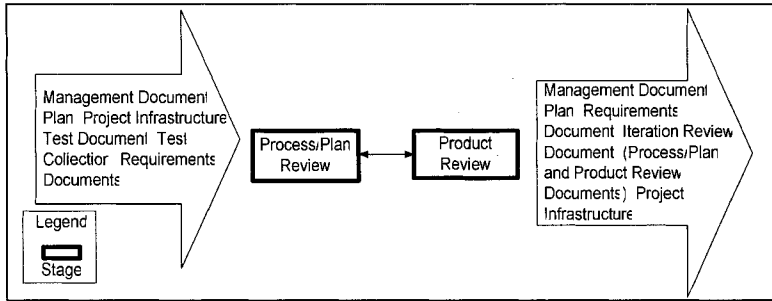 Management Document
Plan Project Infrastructure
Test Document Test
Collection Requirements
Documents
Process/Plan
Review
Product
Review
Management Document
Plan Requirements
Document Iteration Review
Document (Process/Plan
and Product Review
Documents) Project
Infrastructure
Legend
Stage